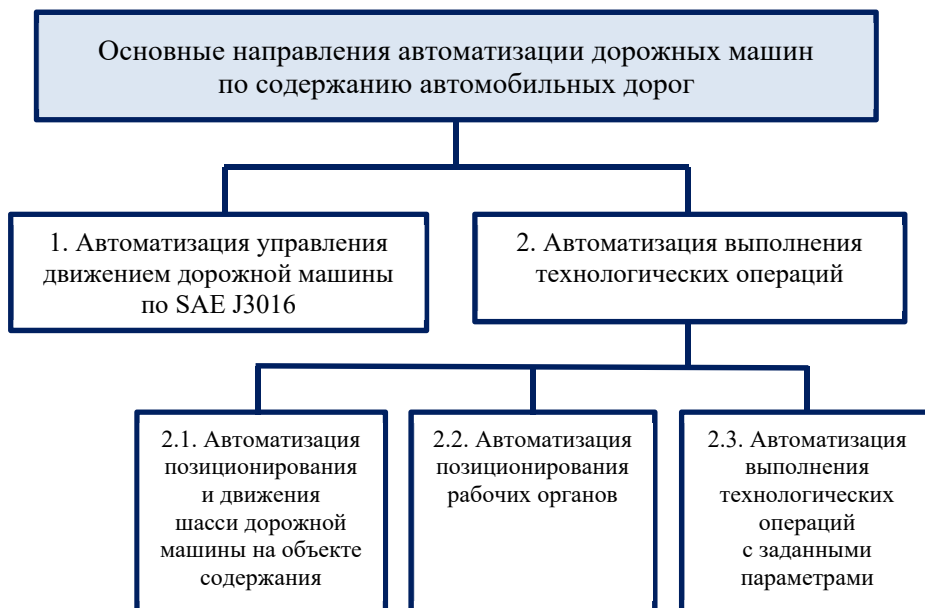 Основные направления автоматизации дорожных машин
по содержанию автомобильных дорог
1. Автоматизация управления
движением дорожной машины
по SAE J3016
2. Автоматизация выполнения
технологических операций
2.1. Автоматизация
позиционирования
и движения
шасси дорожной
машины на объекте
содержания
2.2. Автоматизация
позиционирования
рабочих органов
2.3. Автоматизация
выполнения
технологических
операций
с заданными
параметрами